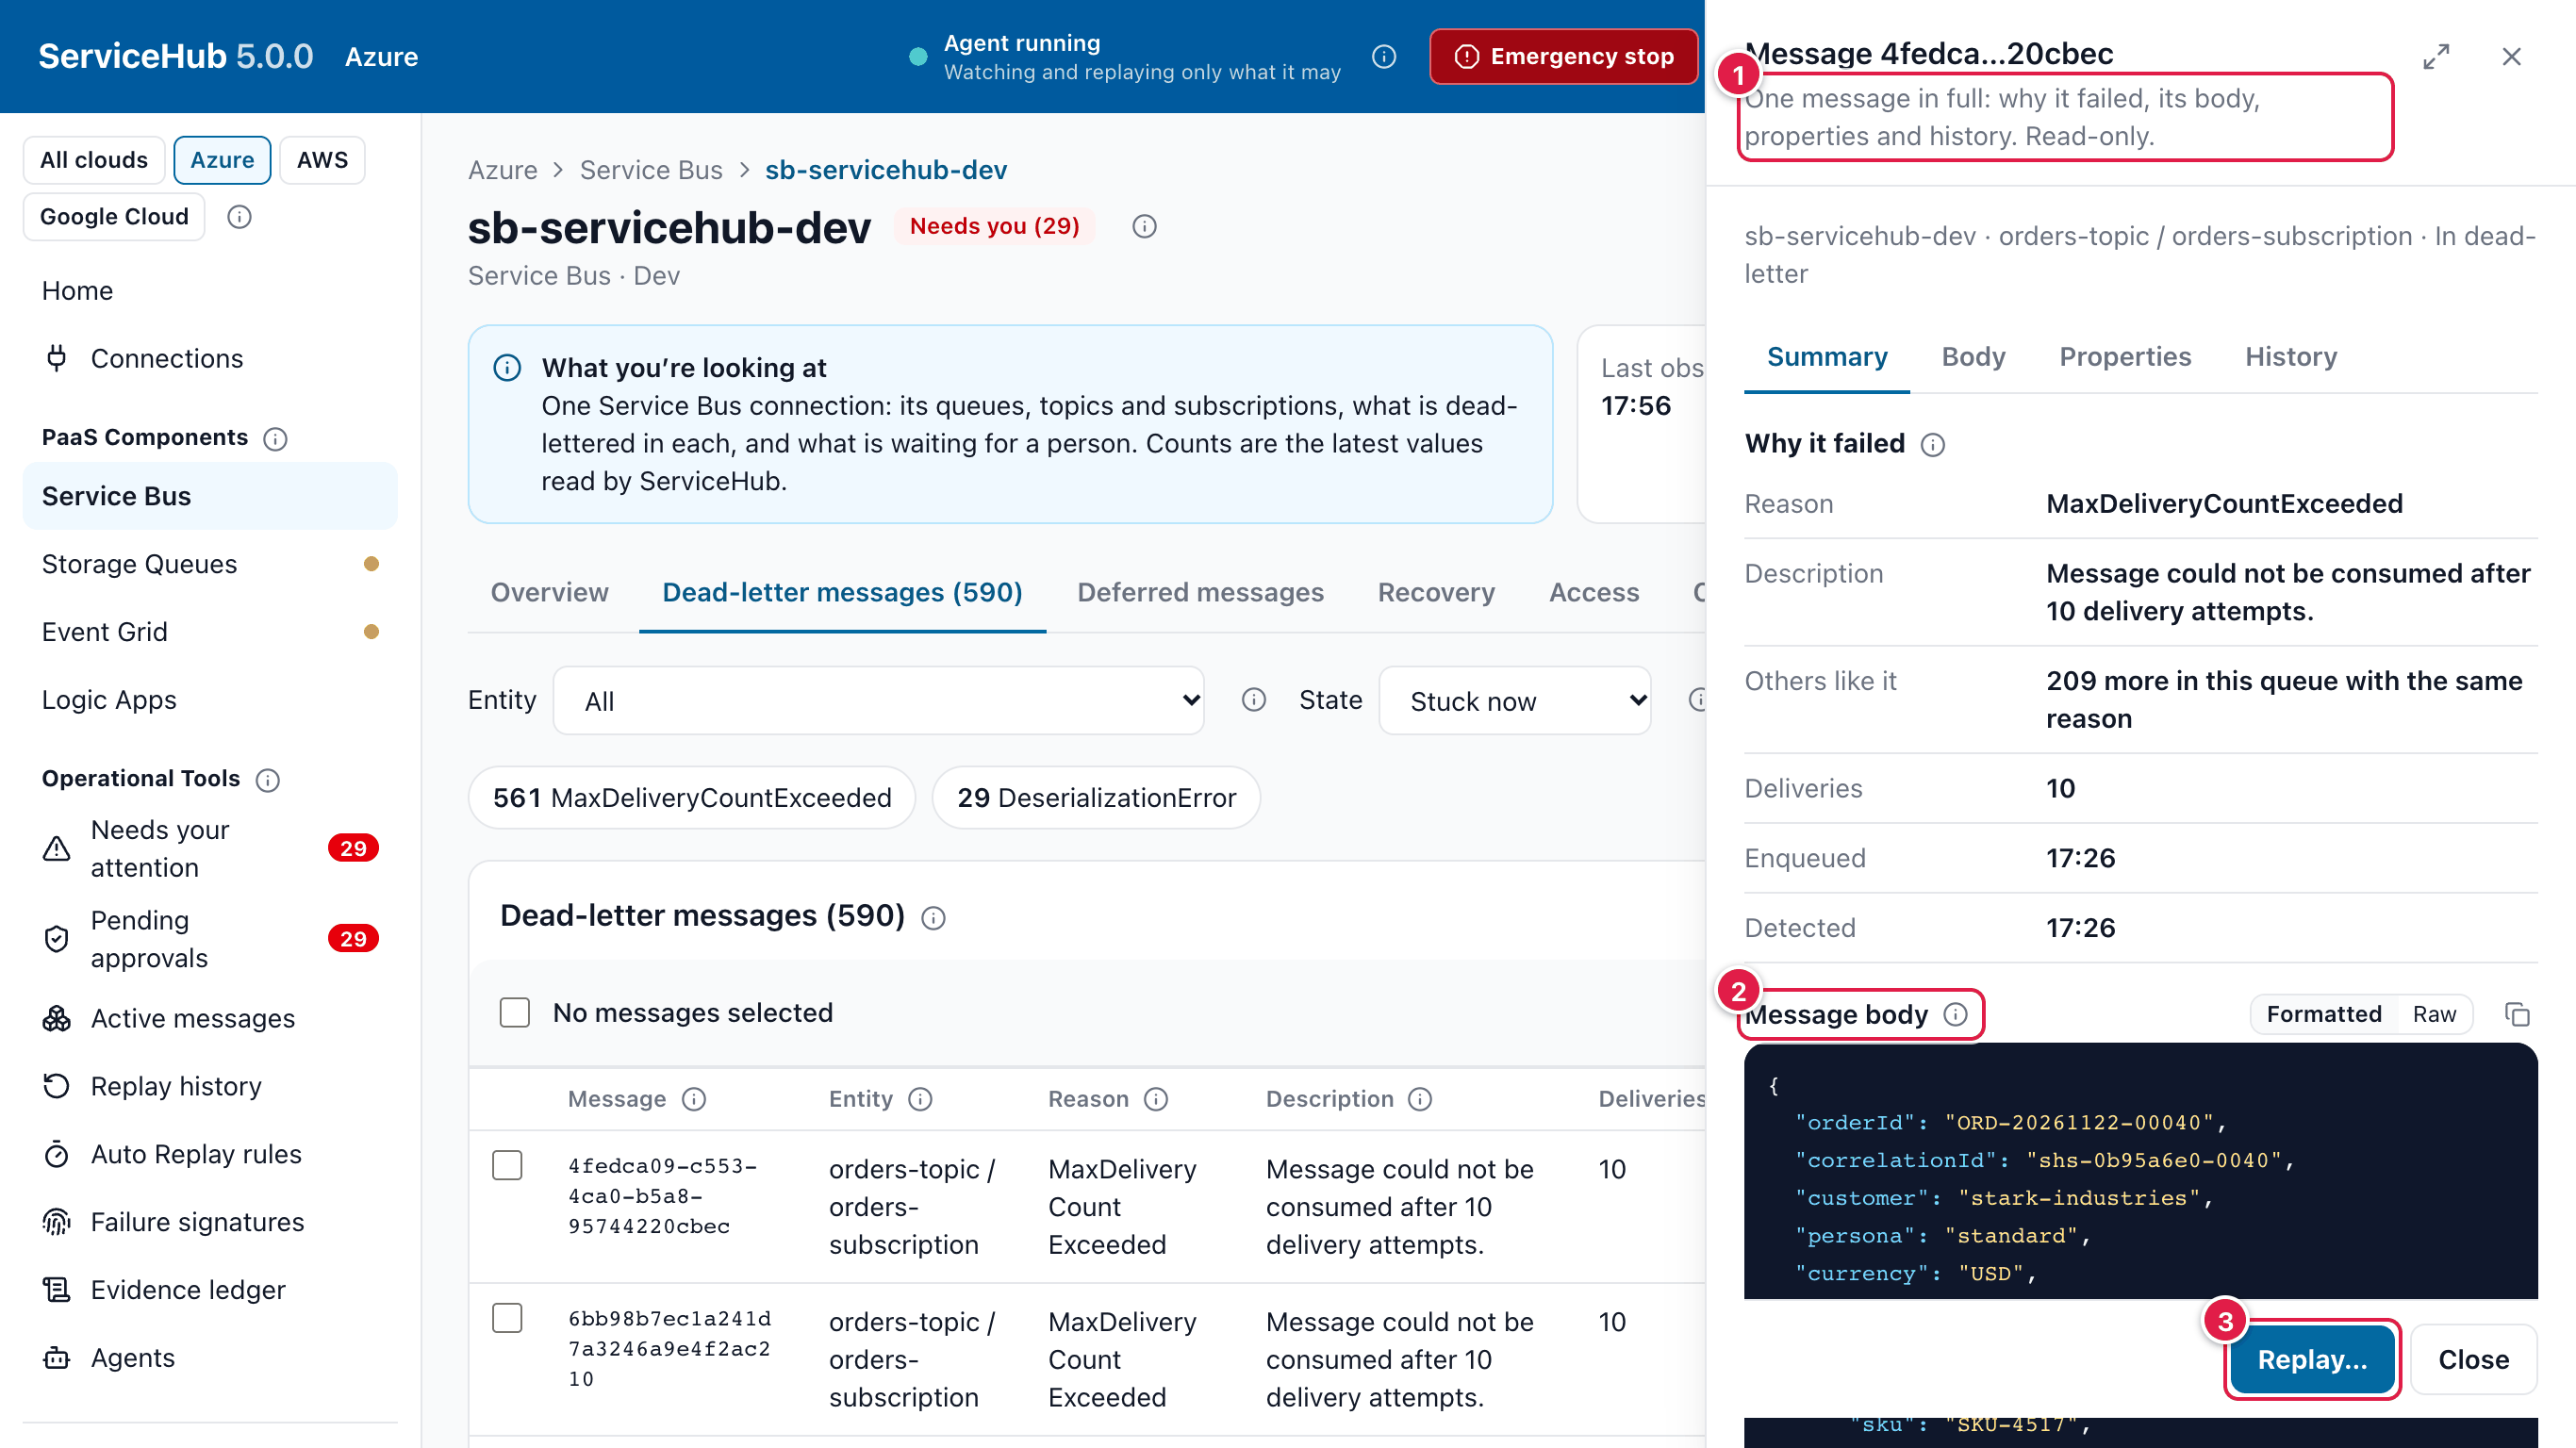 ServiceHub 5.0.0 Azure
Agent running
Watching and replaying only what it may
Emergency stop
All clouds
Azure
AWS
Google Cloud
Home
Connections
PaaS Components
Service Bus
Storage Queues
Event Grid
Logic Apps
Operational Tools
Needs your
attention
29
Pending
approvals
29
Active messages
Replay history
Auto Replay rules
Failure signatures
Evidence ledger
Agents
Azure > Service Bus > sb-servicehub-dev
sb-servicehub-dev Needs you (29)
Service Bus · Dev
What you’re looking at
One Service Bus connection: its queues, topics and subscriptions, what is dead-
lettered in each, and what is waiting for a person. Counts are the latest values
read by ServiceHub.
Last obs
17:56
Overview Dead-letter messages (590) Deferred messages Recovery Access
Entity All State Stuck now
561 MaxDeliveryCountExceeded 29 DeserializationError
Dead-letter messages (590)
No messages selected
Message Entity Reason Description Deliveries
4fedca09-c553-
4ca0-b5a8-
95744220cbec
orders-topic /
orders-
subscription
MaxDelivery
Count
Exceeded
Message could not be
consumed after 10
delivery attempts.
10
6bb98b7ec1a241d
7a3246a9e4f2ac2
10
orders-topic /
orders-
subscription
MaxDelivery
Count
Exceeded
Message could not be
consumed after 10
delivery attempts.
10
Message 4fedca...20cbec
1
One message in full: why it failed, its body,
properties and history. Read-only.
sb-servicehub-dev · orders-topic / orders-subscription · In dead-
letter
Summary Body Properties History
Why it failed
Reason MaxDeliveryCountExceeded
Description Message could not be consumed after
10 delivery attempts.
Others like it 209 more in this queue with the same
reason
Deliveries 10
Enqueued 17:26
Detected 17:26
2
Message body Formatted Raw
{
"orderId": "ORD-20261122-00040",
"correlationId": "shs-0b95a6e0-0040",
"customer": "stark-industries",
"persona": "standard",
"currency": "USD",
3
Replay... Close
"sku": "SKU-4517",